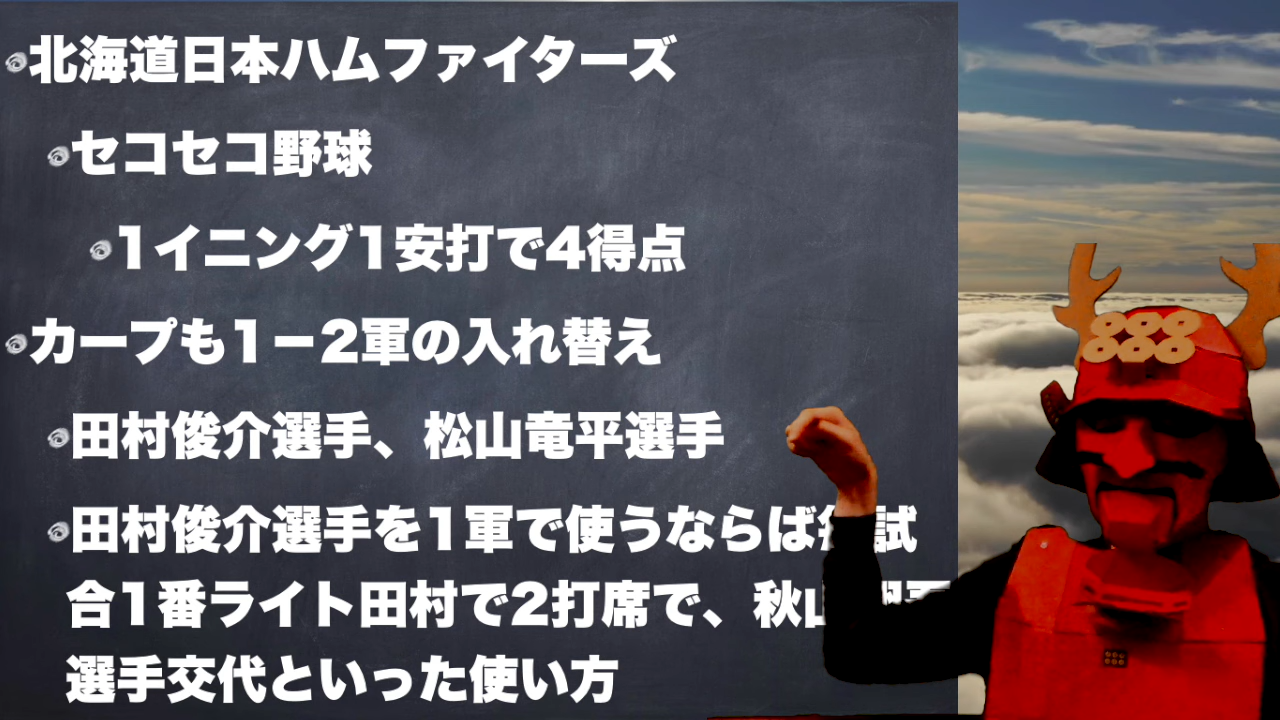 北海道日本ハムファイターズ
セコセコ野球
1イニング1安打で4得点
カープも1ー2軍の入れ替え
田村俊介選手、松山竜平選手
田村俊介選手を1軍で使うならば 試
合1番ライト田村で2打席で、秋山
選手交代といった使い方